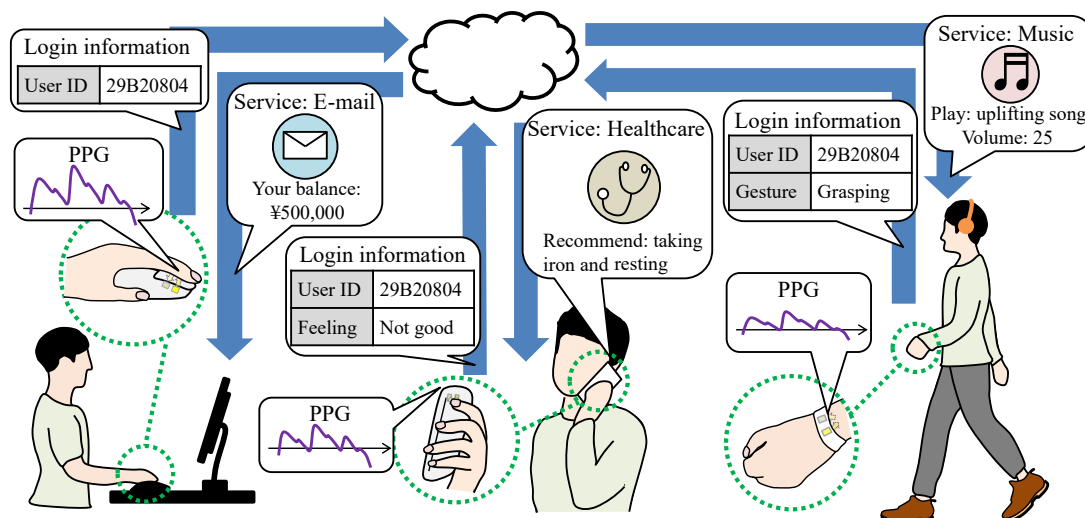 Login information
User ID 29B20804
PPG
Service: E-mail
Your balance:
¥500,000
Login information
User ID 29B20804
Feeling Not good
PPG
Service: Healthcare
Recommend: taking
iron and resting
Login information
User ID 29B20804
Gesture Grasping
PPG
Service: Music
Play: uplifting song
Volume: 25